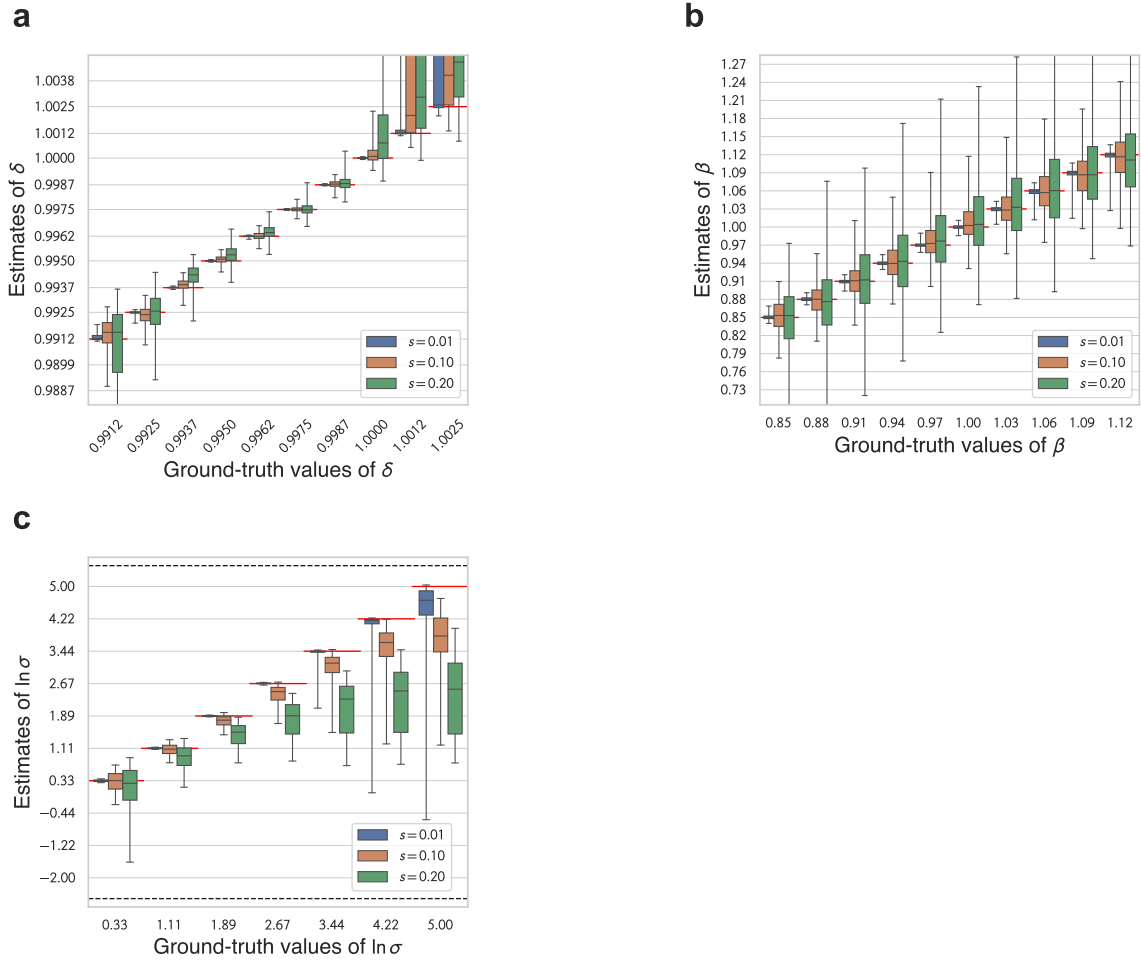 a
Estimates of δ
1.0038
1.0025
1.0012
1.0000
0.9987
0.9975
0.9962
0.9950
0.9937
0.9925
0.9912
0.9899
0.9887
s = 0.01
s = 0.10
s = 0.20
0.9912 0.9925 0.9937 0.9950 0.9962 0.9975 0.9987 1.0000 1.0012 1.0025
Ground-truth values of δ
b
Estimates of β
1.27
1.24
1.21
1.18
1.15
1.12
1.09
1.06
1.03
1.00
0.97
0.94
0.91
0.88
0.85
0.82
0.79
0.76
0.73
s = 0.01
s = 0.10
s = 0.20
0.85 0.88 0.91 0.94 0.97 1.00 1.03 1.06 1.09 1.12
Ground-truth values of β
c
Estimates of ln σ
5.00
4.22
3.44
2.67
1.89
1.11
0.33
−0.44
−1.22
−2.00
s = 0.01
s = 0.10
s = 0.20
0.33 1.11 1.89 2.67 3.44 4.22 5.00
Ground-truth values of ln σ